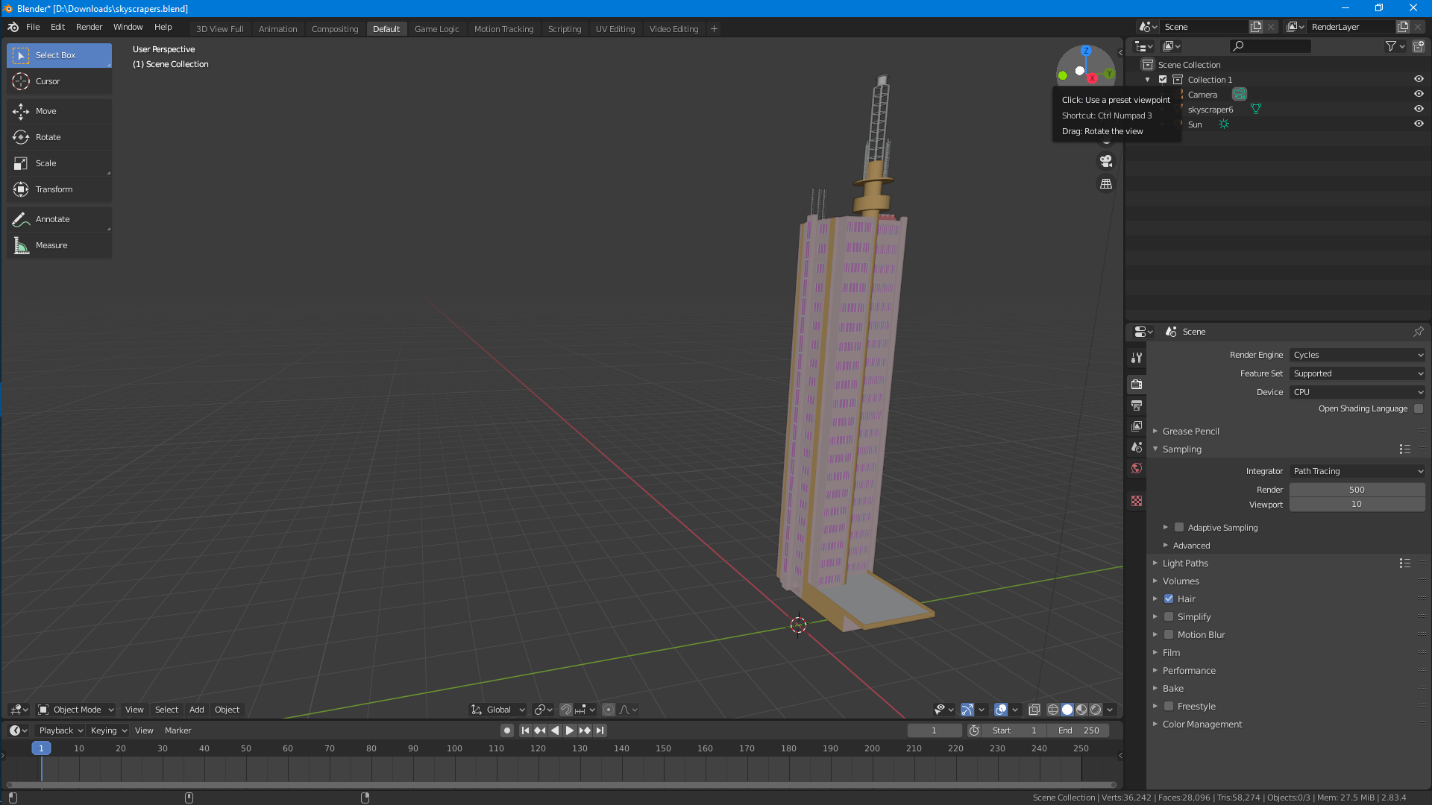 Blender* [D:\Downloads\skyscrapers.blend]
File Edit Render Window Help
3D View Full Animation Compositing Default Game Logic Motion Tracking Scripting UV Editing Video Editing +
Scene RenderLayer
Select Box
Cursor
Move
Rotate
Scale
Transform
Annotate
Measure
User Perspective
(1) Scene Collection
Z
Y
X
Click: Use a preset viewpoint
Shortcut: Ctrl Numpad 3
Drag: Rotate the view
Scene Collection
Collection 1
Camera
skyscraper6
Sun
Scene
Render Engine Cycles
Feature Set Supported
Device CPU
Open Shading Language
Grease Pencil
Sampling
Integrator Path Tracing
Render 500
Viewport 10
Adaptive Sampling
Advanced
Light Paths
Volumes
Hair
Simplify
Motion Blur
Film
Performance
Bake
Freestyle
Color Management
Object Mode View Select Add Object Global
Playback Keying View Marker 1 Start 1 End 250
1 10 20 30 40 50 60 70 80 90 100 110 120 130 140 150 160 170 180 190 200 210 220 230 240 250
Scene Collection | Verts:36,242 | Faces:28,096 | Tris:58,274 | Objects:0/3 | Mem: 27.5 MiB | 2.83.4